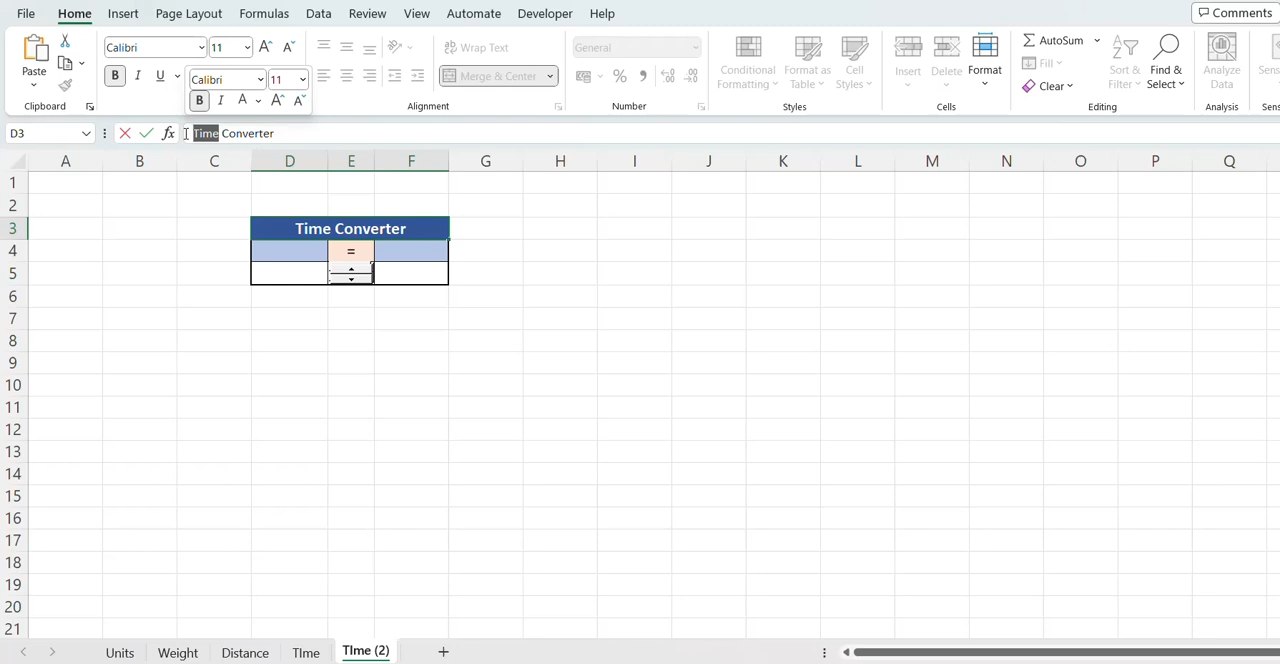 File Home Insert Page Layout Formulas Data Review View Automate Developer Help Comments
Calibri 11 A A Wrap Text General AutoSum
Paste B I U Calibri 11 Merge & Center % Conditional Formatting Format as Table Cell Styles Insert Delete Format Fill Sort & Filter Find & Select Analyze Data
B I A A A Clear
Clipboard Alignment Number Styles Cells Editing Analysis
D3 fx Time Converter
A B C D E F G H I J K L M N O P Q
1
2
3 Time Converter
4 =
5
6
7
8
9
10
11
12
13
14
15
16
17
18
19
20
21
Units Weight Distance TIme TIme (2)